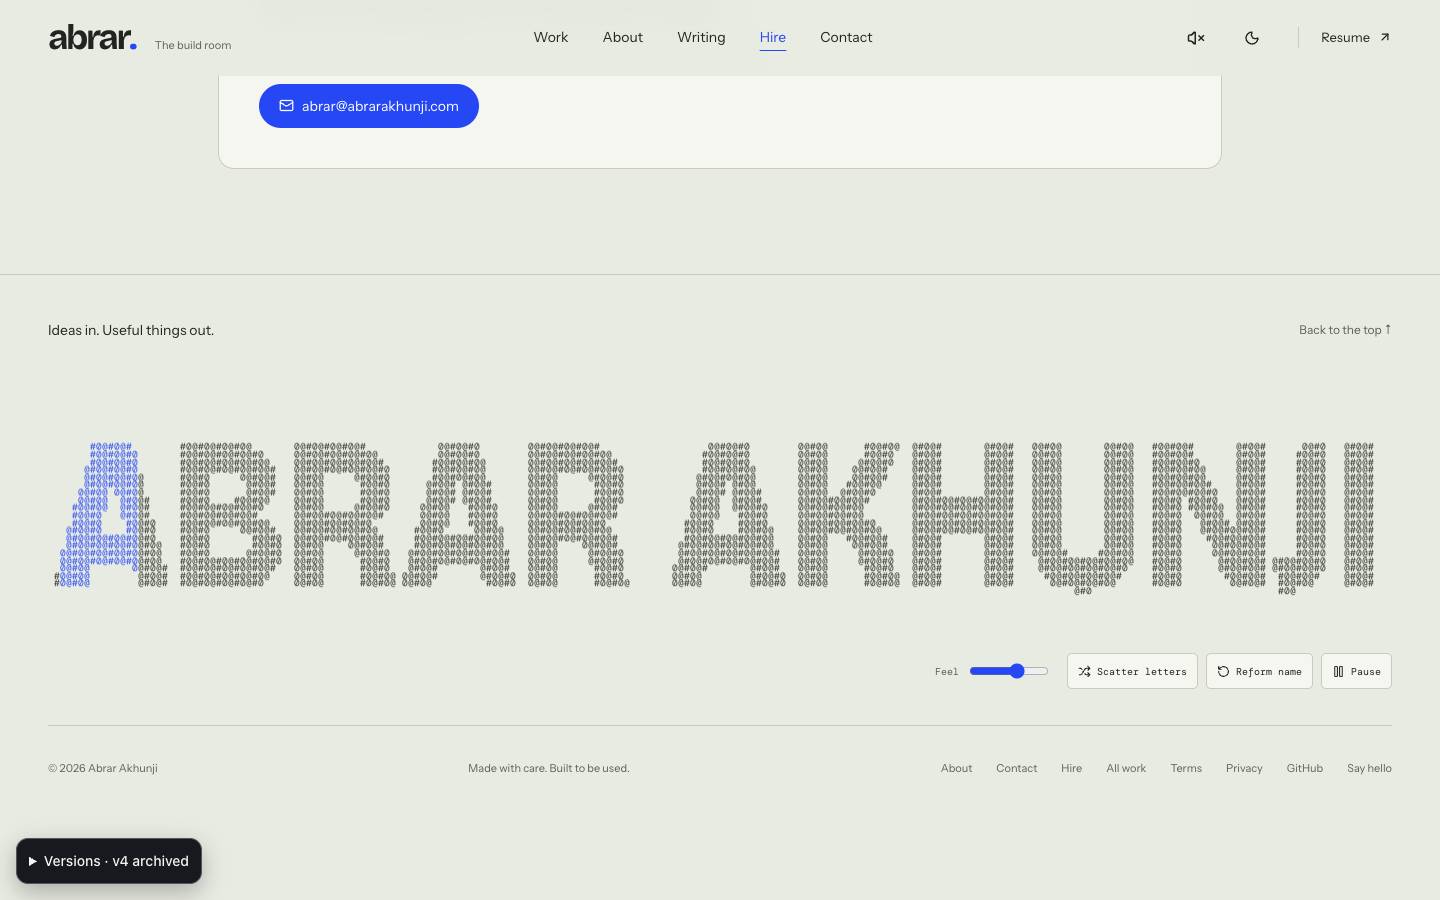 abrar.
The build room
Work
About
Writing
Hire
Contact
Resume
abrar@abrarakhunji.com
Ideas in. Useful things out.
Back to the top ↑
ABRAR AKHUNJI
Feel
Scatter letters
Reform name
Pause
© 2026 Abrar Akhunji
Made with care. Built to be used.
About
Contact
Hire
All work
Terms
Privacy
GitHub
Say hello
Versions · v4 archived